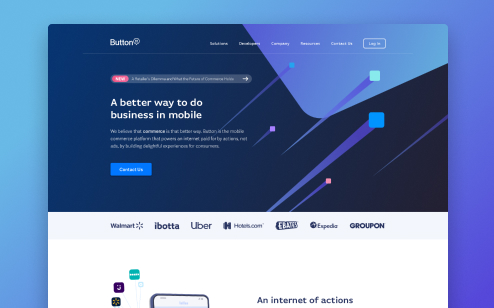 Button
Solutions Developers Company Resources Contact Us Log in
NEW A Retailer's Dilemma and What the Future of Commerce Holds →
A better way to do
business in mobile
We believe that commerce is that better way. Button is the mobile
commerce platform that powers an internet paid for by actions, not
ads, by building delightful experiences for consumers.
Contact Us
Walmart ibotta Uber Hotels.com EBATES Expedia GROUPON
An internet of actions